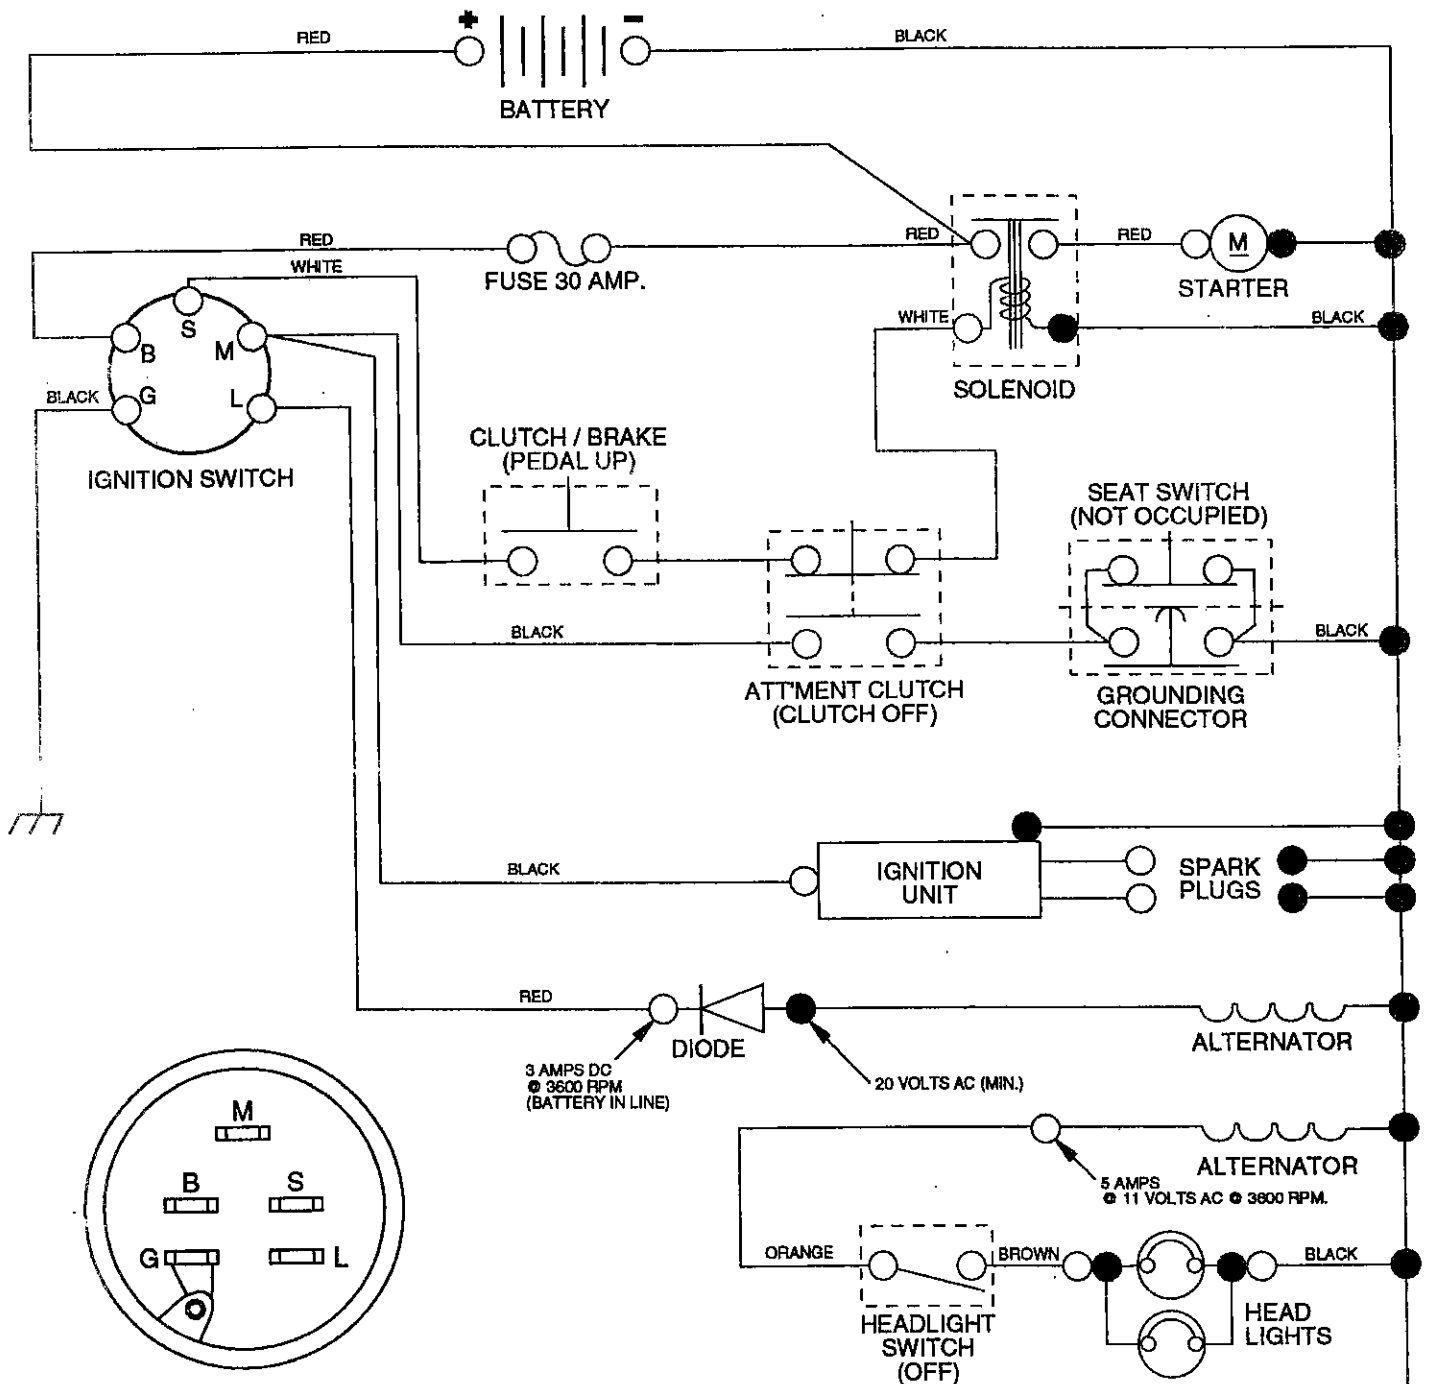 RED
+
-
BLACK
BATTERY
RED
WHITE
FUSE 30 AMP.
RED
RED
M
STARTER
WHITE
BLACK
SOLENOID
S
B
M
G
L
BLACK
IGNITION SWITCH
CLUTCH / BRAKE
(PEDAL UP)
SEAT SWITCH
(NOT OCCUPIED)
BLACK
BLACK
ATT'MENT CLUTCH
(CLUTCH OFF)
GROUNDING
CONNECTOR
BLACK
IGNITION
UNIT
SPARK
PLUGS
RED
DIODE
ALTERNATOR
3 AMPS DC
@ 3600 RPM
(BATTERY IN LINE)
20 VOLTS AC (MIN.)
ALTERNATOR
5 AMPS
@ 11 VOLTS AC @ 3600 RPM.
M
B
S
G
L
ORANGE
BROWN
BLACK
HEADLIGHT
SWITCH
(OFF)
HEAD
LIGHTS